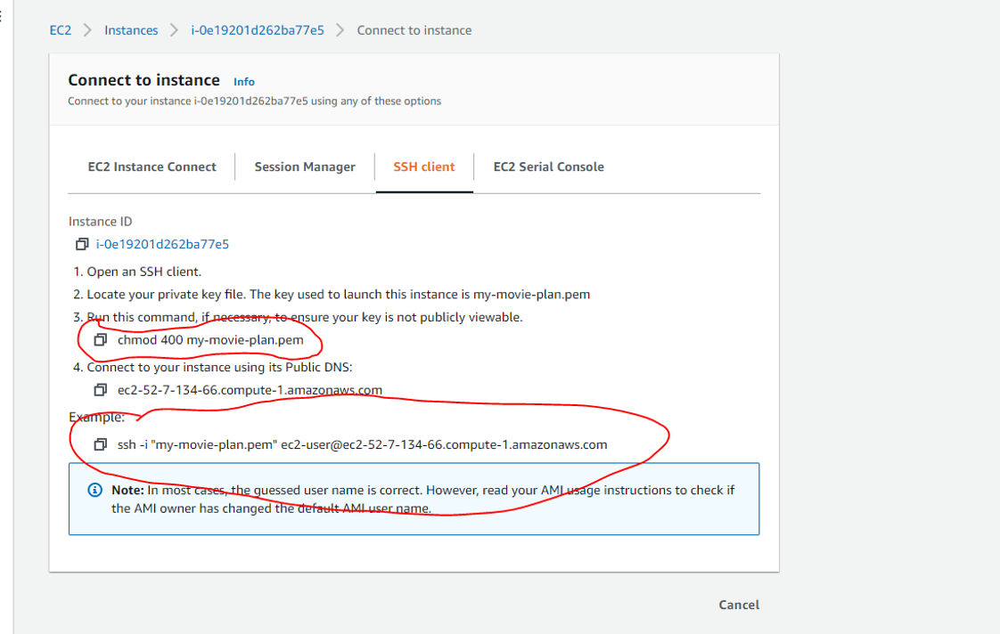 EC2 > Instances > i-0e19201d262ba77e5 > Connect to instance
Connect to instance Info
Connect to your instance i-0e19201d262ba77e5 using any of these options
EC2 Instance Connect Session Manager SSH client EC2 Serial Console
Instance ID
i-0e19201d262ba77e5
1. Open an SSH client.
2. Locate your private key file. The key used to launch this instance is my-movie-plan.pem
3. Run this command, if necessary, to ensure your key is not publicly viewable.
chmod 400 my-movie-plan.pem
4. Connect to your instance using its Public DNS:
ec2-52-7-134-66.compute-1.amazonaws.com
Example:
ssh -i "my-movie-plan.pem" ec2-user@ec2-52-7-134-66.compute-1.amazonaws.com
Note: In most cases, the guessed user name is correct. However, read your AMI usage instructions to check if
the AMI owner has changed the default AMI user name.
Cancel